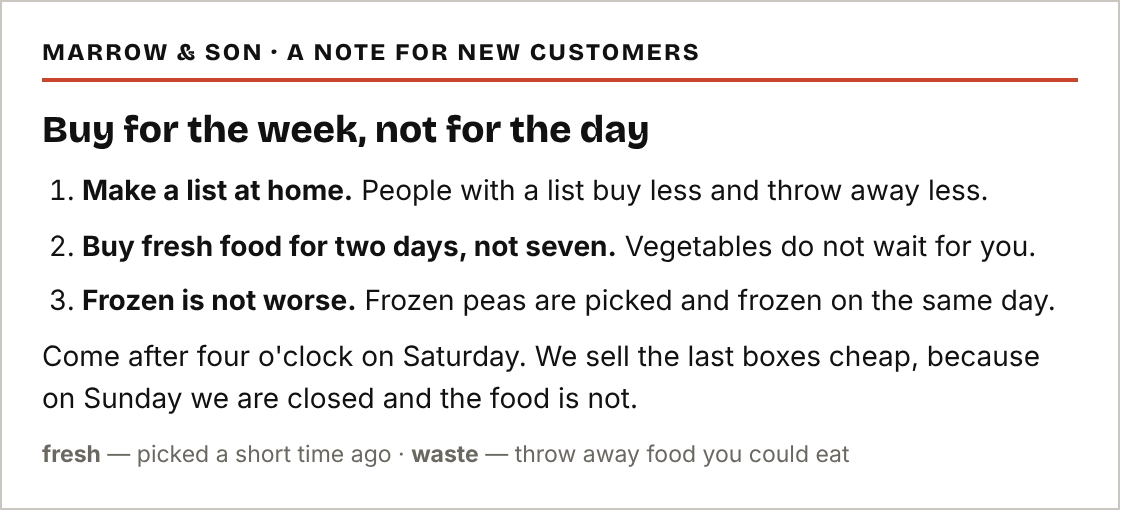 MARROW & SON · A NOTE FOR NEW CUSTOMERS
Buy for the week, not for the day
1. Make a list at home. People with a list buy less and throw away less.
2. Buy fresh food for two days, not seven. Vegetables do not wait for you.
3. Frozen is not worse. Frozen peas are picked and frozen on the same day.
Come after four o'clock on Saturday. We sell the last boxes cheap, because
on Sunday we are closed and the food is not.
fresh — picked a short time ago · waste — throw away food you could eat